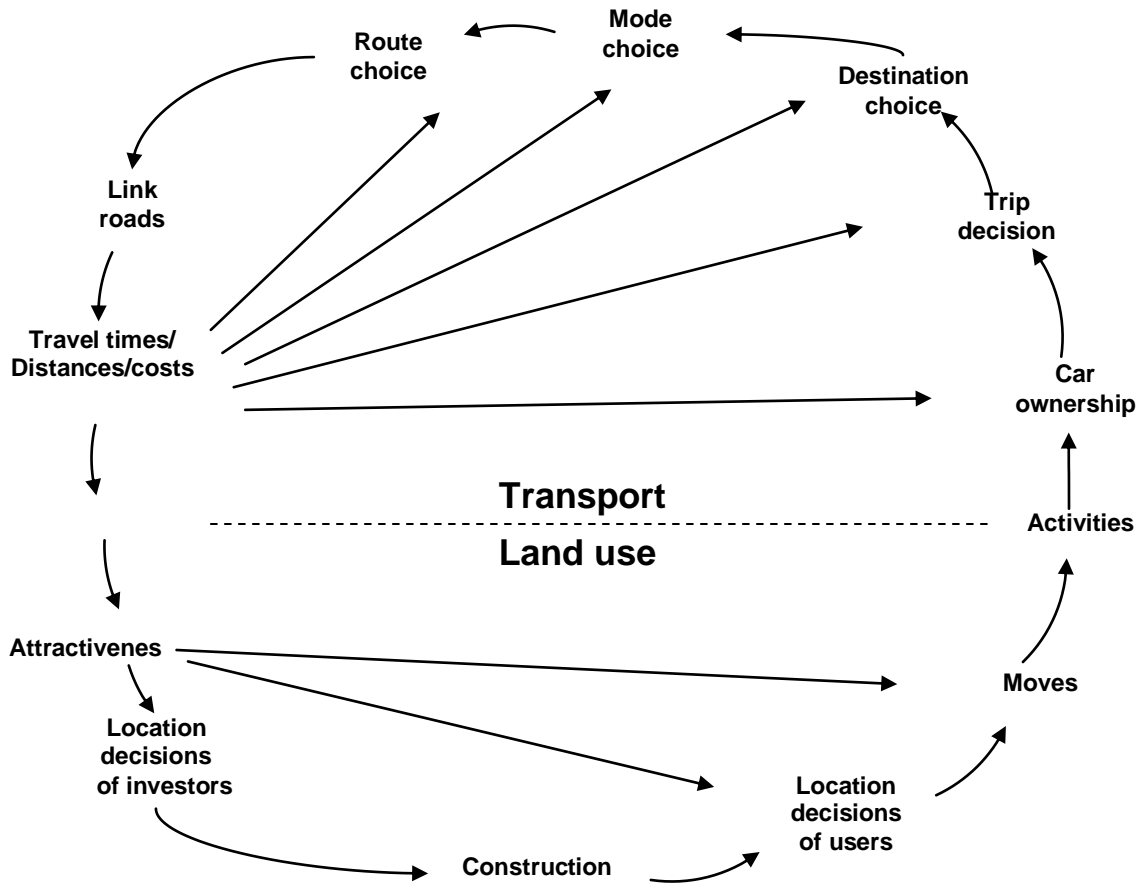 Mode
choice
Route
choice
Destination
choice
Link
roads
Trip
decision
Travel times/
Distances/costs
Car
ownership
Transport
Activities
Land use
Attractivenes
Moves
Location
decisions
of investors
Location
decisions
of users
Construction